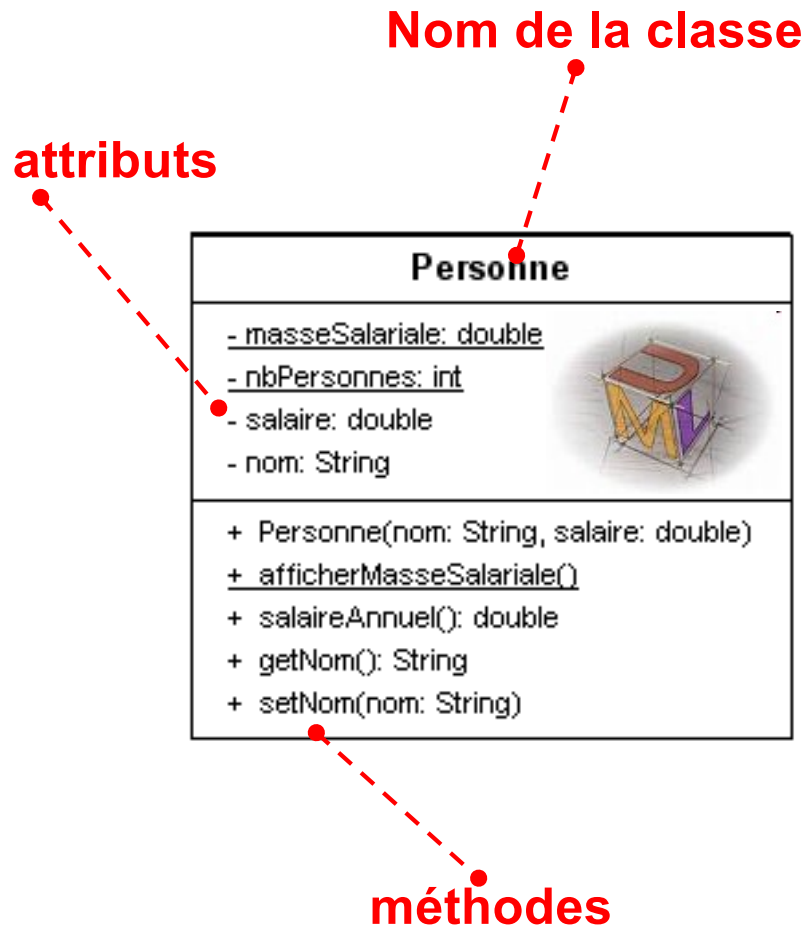 Nom de la classe
attributs
Personne
- masseSalariale: double
- nbPersonnes: int
- salaire: double
- nom: String
UML
+ Personne(nom: String, salaire: double)
+ afficherMasseSalariale()
+ salaireAnnuel(): double
+ getNom(): String
+ setNom(nom: String)
méthodes